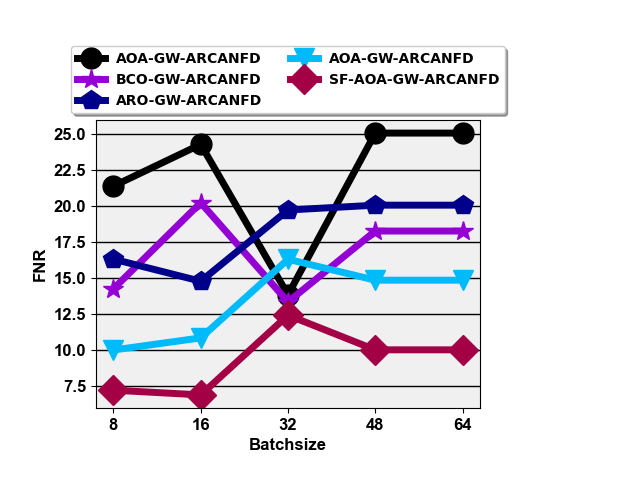 AOA-GW-ARCANFD
BCO-GW-ARCANFD
ARO-GW-ARCANFD
AOA-GW-ARCANFD
SF-AOA-GW-ARCANFD
25.0
22.5
20.0
17.5
15.0
12.5
10.0
7.5
FNR
8 16 32 48 64
Batchsize